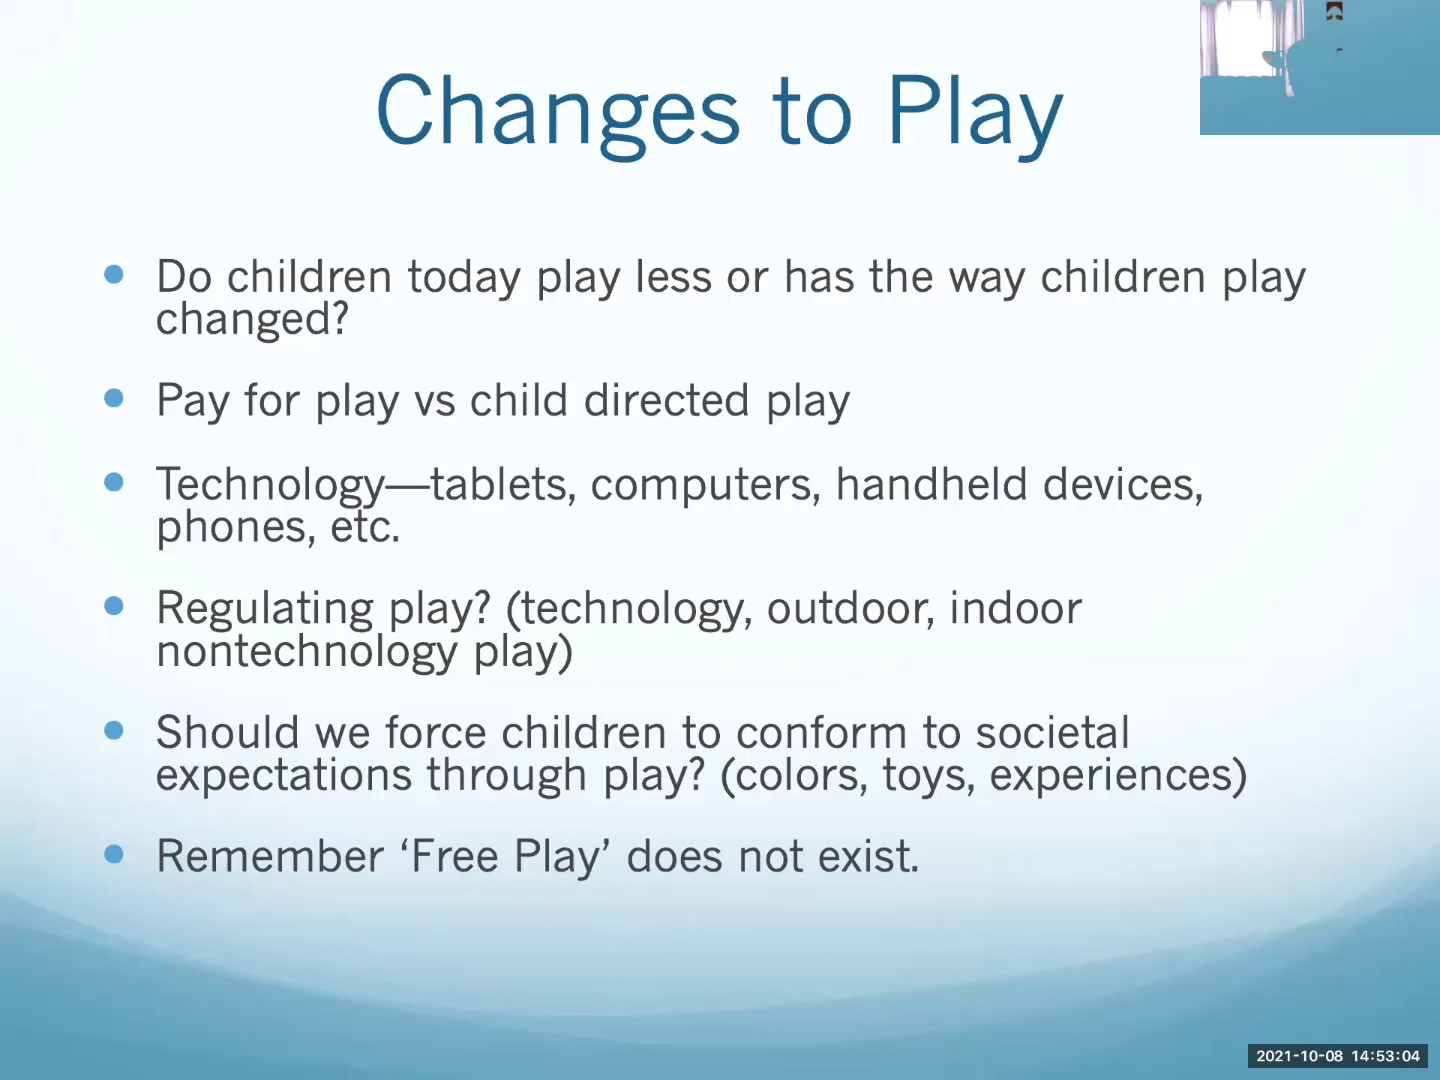 Changes to Play
Do children today play less or has the way children play
changed?
Pay for play vs child directed play
Technology—tablets, computers, handheld devices,
phones, etc.
Regulating play? (technology, outdoor, indoor
nontechnology play)
Should we force children to conform to societal
expectations through play? (colors, toys, experiences)
Remember ‘Free Play’ does not exist.
2021-10-08 14:53:04